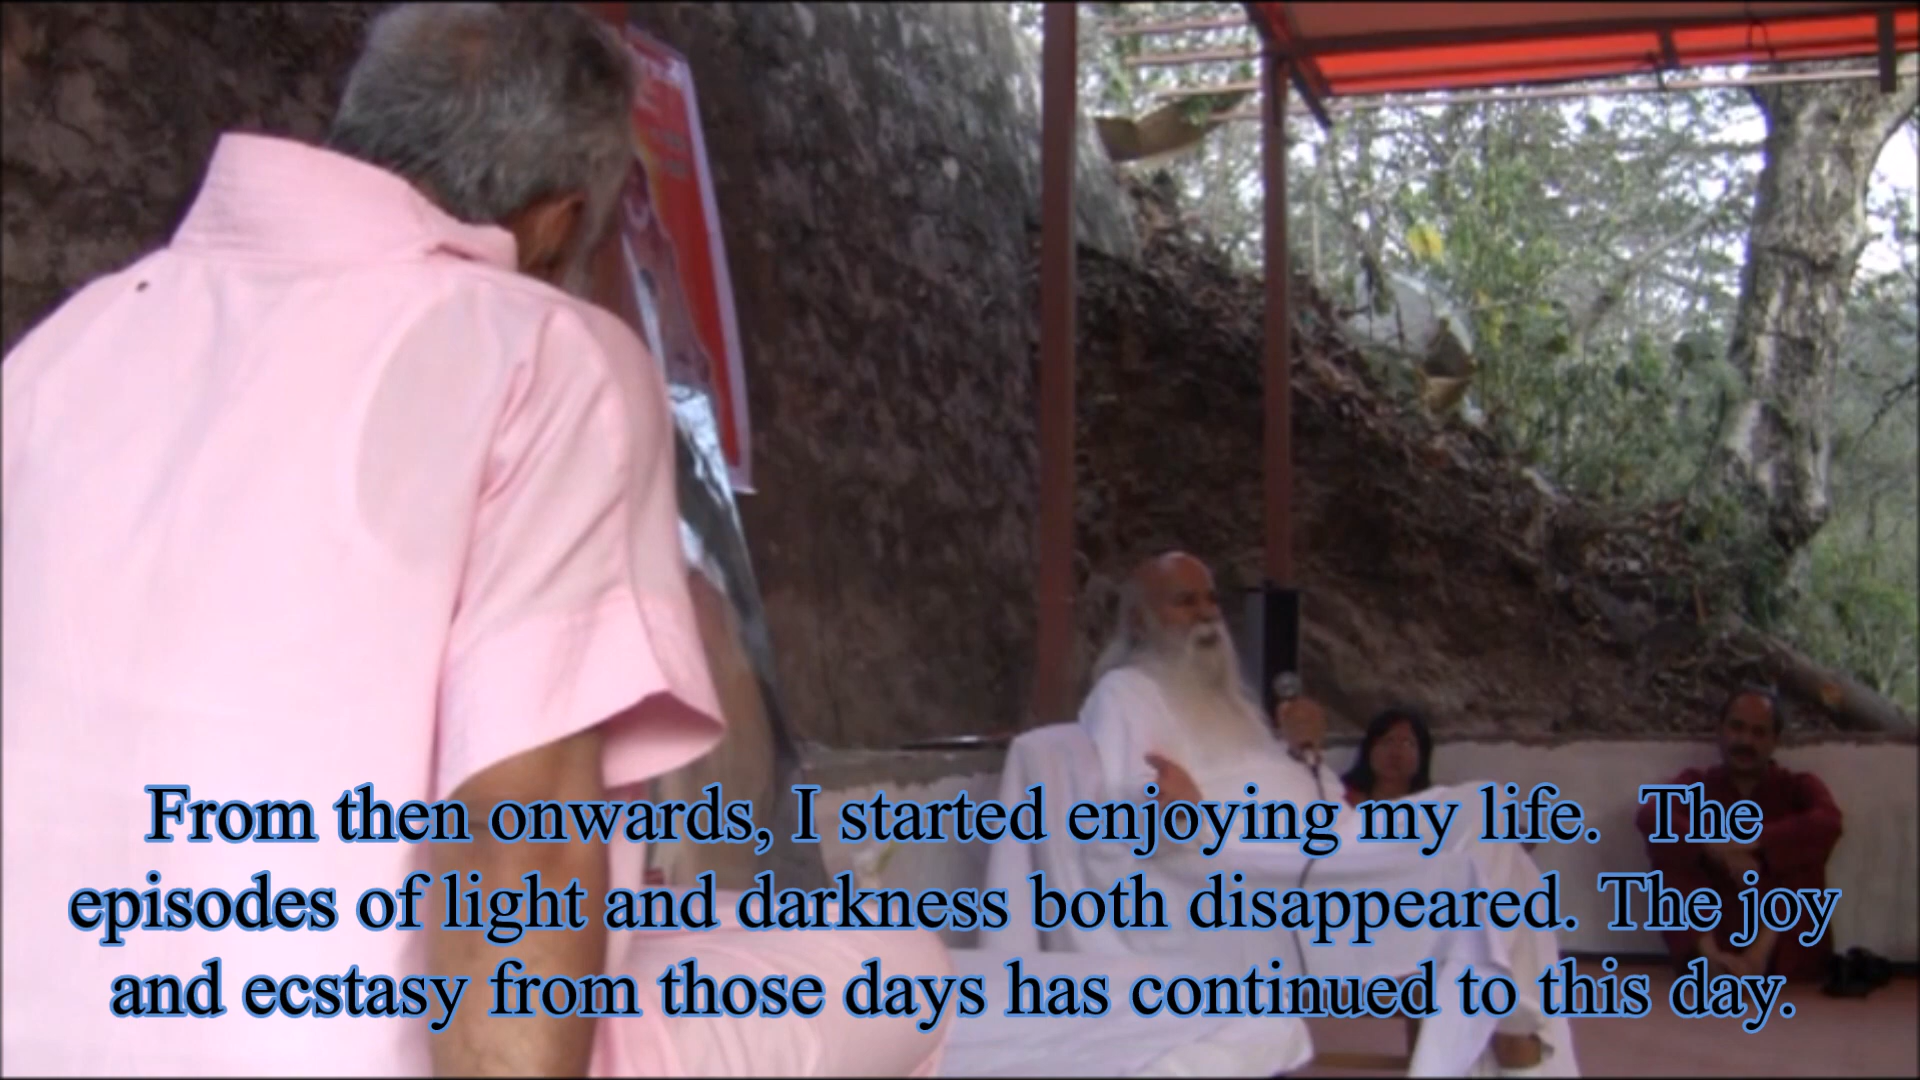 From then onwards, I started enjoying my life.  The
episodes of light and darkness both disappeared. The joy
and ecstasy from those days has continued to this day.